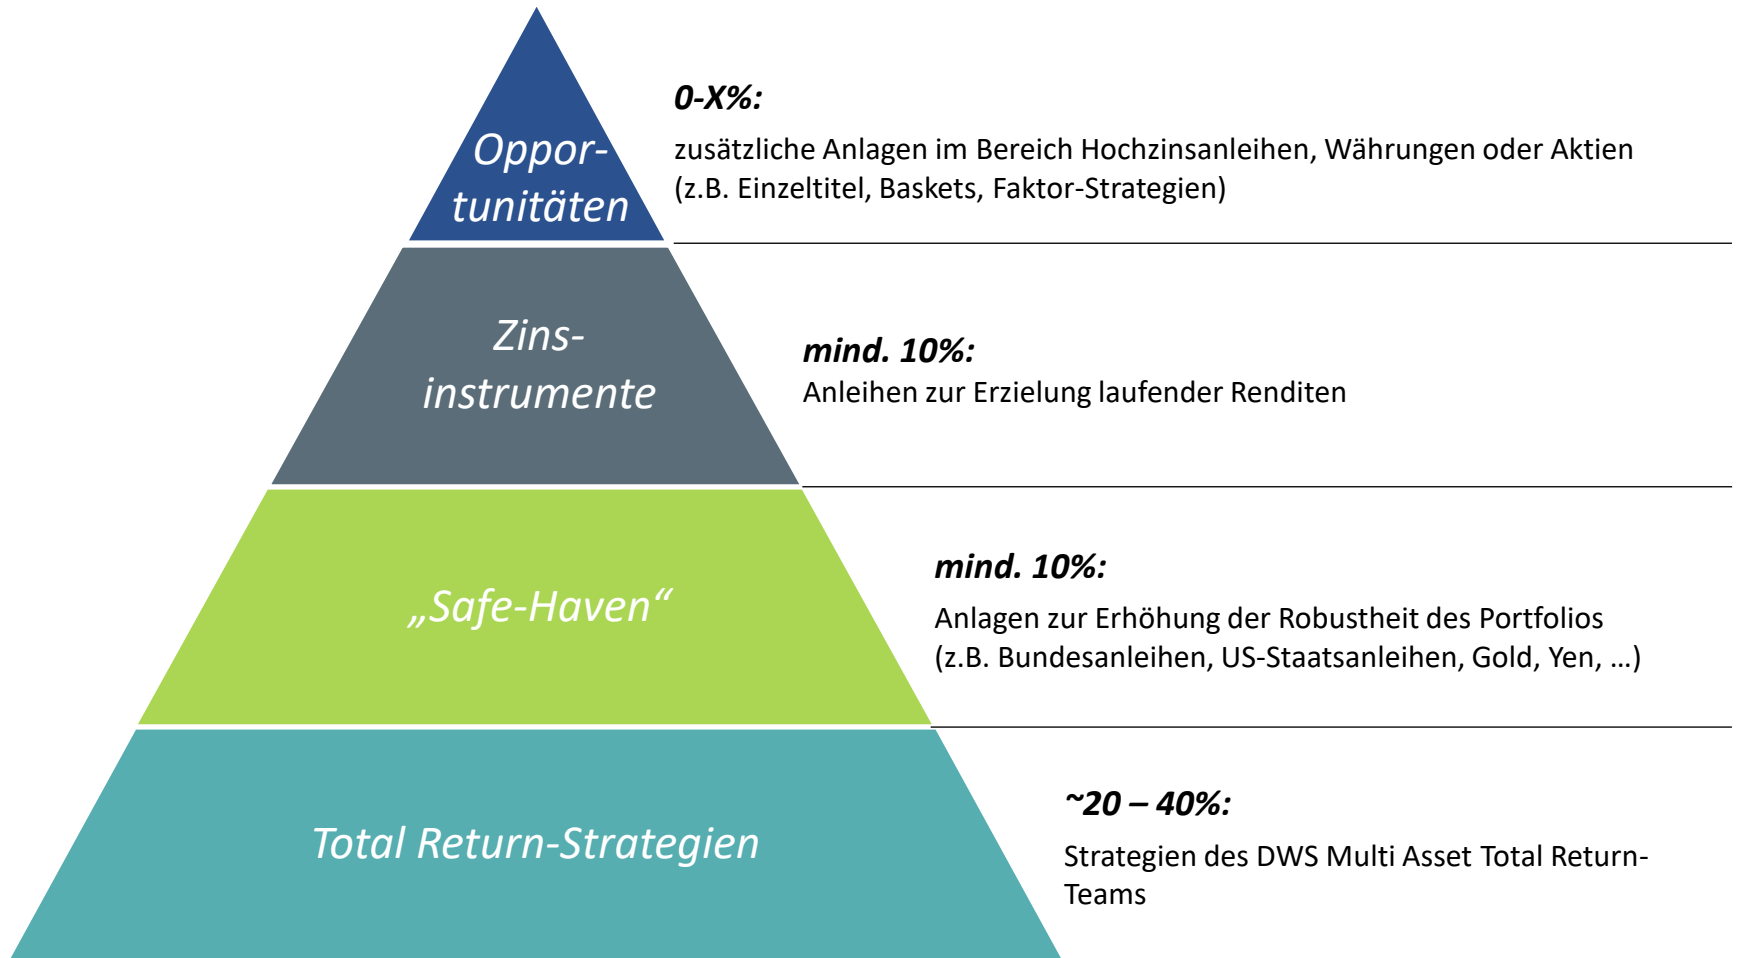 Oppor-
tunitäten
0-X%:
zusätzliche Anlagen im Bereich Hochzinsanleihen, Währungen oder Aktien
(z.B. Einzeltitel, Baskets, Faktor-Strategien)
Zins-
instrumente
mind. 10%:
Anleihen zur Erzielung laufender Renditen
„Safe-Haven“
mind. 10%:
Anlagen zur Erhöhung der Robustheit des Portfolios
(z.B. Bundesanleihen, US-Staatsanleihen, Gold, Yen, …)
Total Return-Strategien
~20 – 40%:
Strategien des DWS Multi Asset Total Return-
Teams